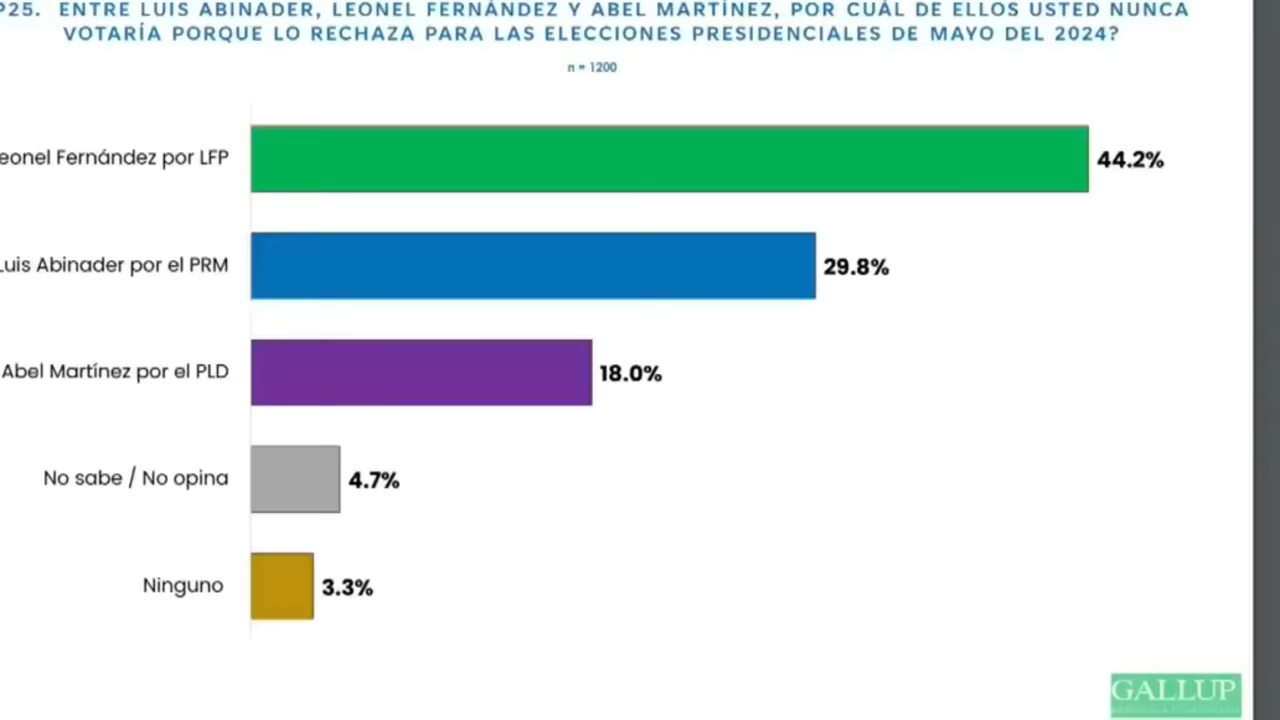 P25. ENTRE LUIS ABINADER, LEONEL FERNÁNDEZ Y ABEL MARTÍNEZ, POR CUÁL DE ELLOS USTED NUNCA
VOTARÍA PORQUE LO RECHAZA PARA LAS ELECCIONES PRESIDENCIALES DE MAYO DEL 2024?
n = 1200
eonel Fernández por LFP 44.2%
Luis Abinader por el PRM 29.8%
Abel Martínez por el PLD 18.0%
No sabe / No opina 4.7%
Ninguno 3.3%
GALLUP